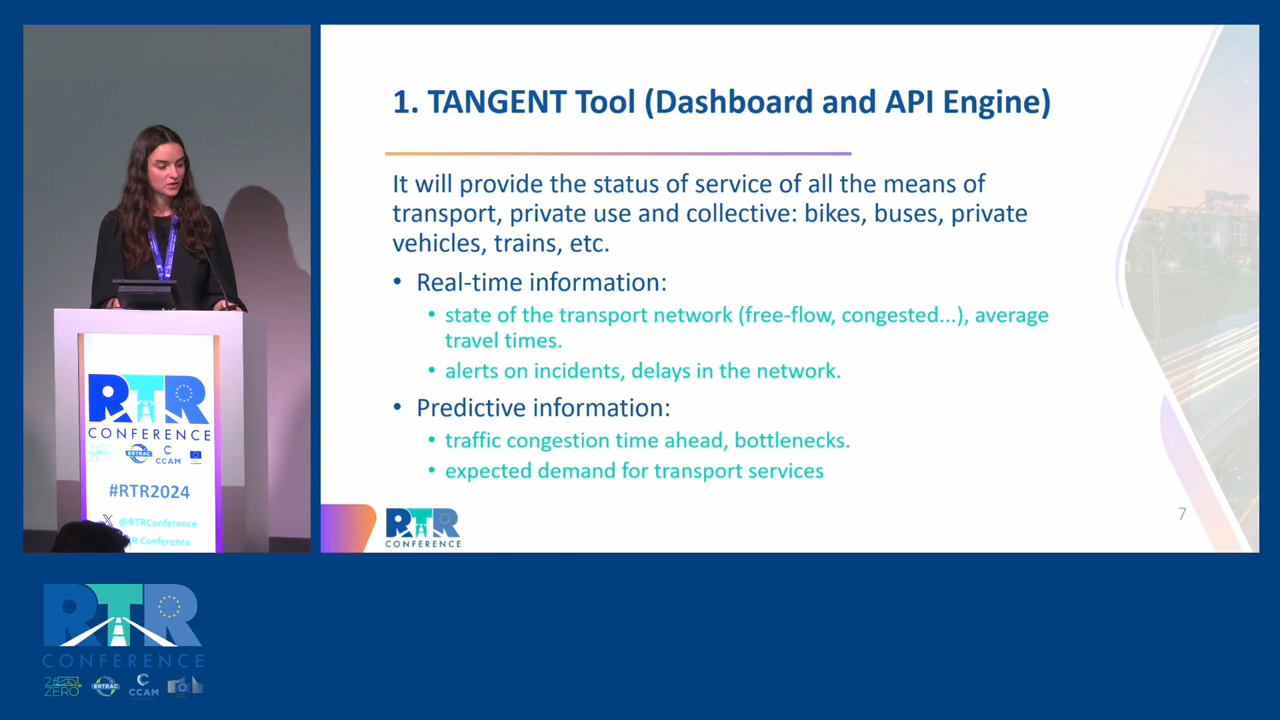 1. TANGENT Tool (Dashboard and API Engine)
It will provide the status of service of all the means of
transport, private use and collective: bikes, buses, private
vehicles, trains, etc.
• Real-time information:
• state of the transport network (free-flow, congested...), average
travel times.
• alerts on incidents, delays in the network.
• Predictive information:
• traffic congestion time ahead, bottlenecks.
• expected demand for transport services
7
RTR
CONFERENCE
RTR
CONFERENCE
ERTRAC
CCAM
#RTR2024
@RTRConference
R Conference
RTR
CONFERENCE
ZERO
ERTRAC
CCAM